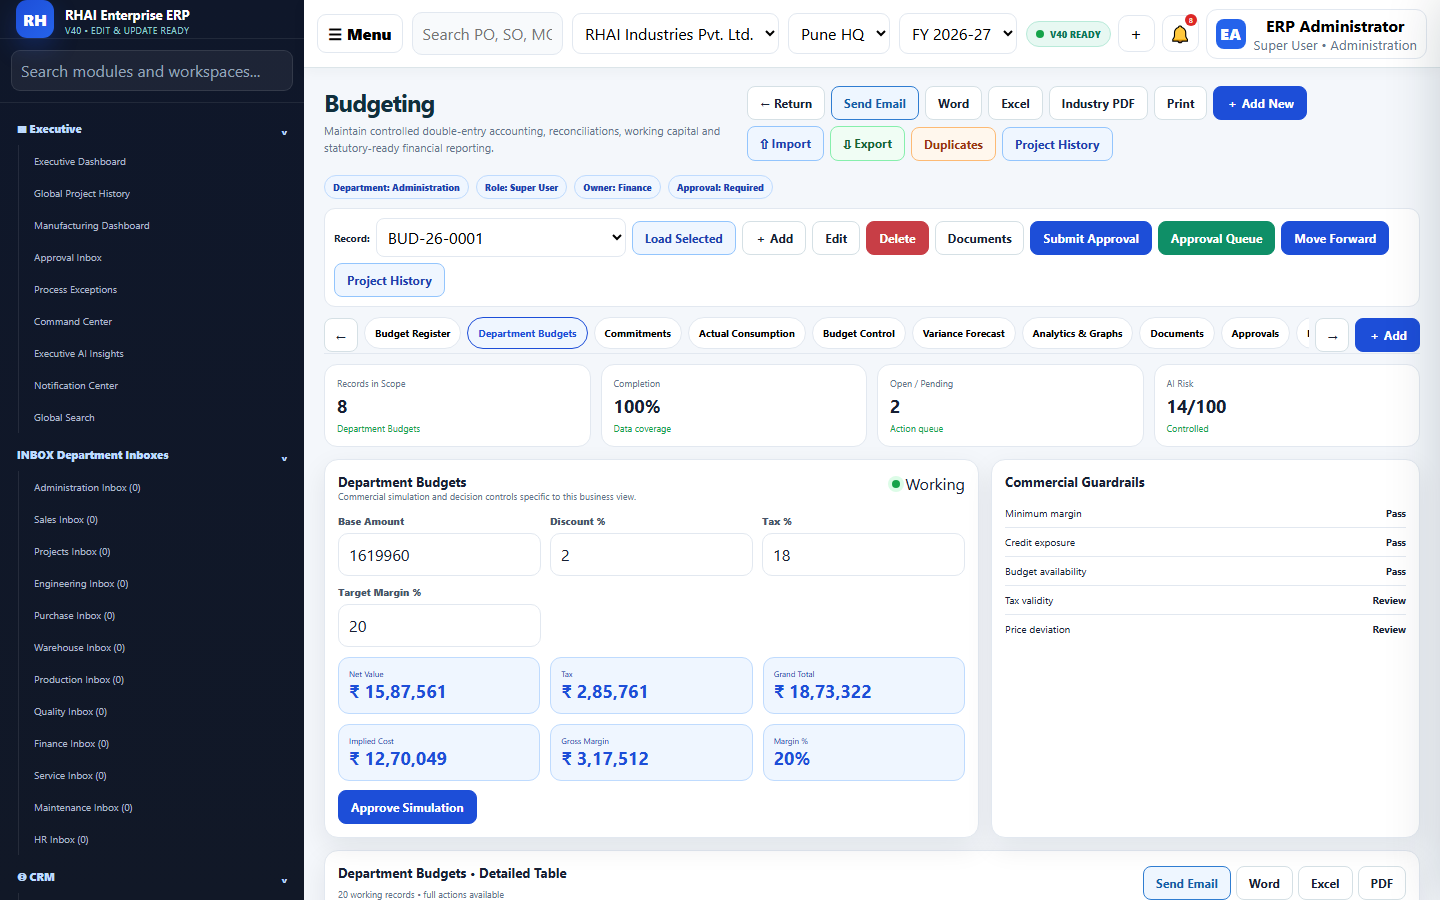 RH
RHAI Enterprise ERP
V40 • EDIT & UPDATE READY
Search modules and workspaces...
Executive
Executive Dashboard
Global Project History
Manufacturing Dashboard
Approval Inbox
Process Exceptions
Command Center
Executive AI Insights
Notification Center
Global Search
INBOX Department Inboxes
Administration Inbox (0)
Sales Inbox (0)
Projects Inbox (0)
Engineering Inbox (0)
Purchase Inbox (0)
Warehouse Inbox (0)
Production Inbox (0)
Quality Inbox (0)
Finance Inbox (0)
Service Inbox (0)
Maintenance Inbox (0)
HR Inbox (0)
CRM
☰ Menu
Search PO, SO, MO
RHAI Industries Pvt. Ltd.
Pune HQ
FY 2026-27
V40 READY
+
8
EA
ERP Administrator
Super User • Administration
Budgeting
Maintain controlled double-entry accounting, reconciliations, working capital and
statutory-ready financial reporting.
← Return
Send Email
Word
Excel
Industry PDF
Print
+ Add New
⇧ Import
⇩ Export
Duplicates
Project History
Department: Administration
Role: Super User
Owner: Finance
Approval: Required
Record:
BUD-26-0001
Load Selected
+ Add
Edit
Delete
Documents
Submit Approval
Approval Queue
Move Forward
Project History
←
Budget Register
Department Budgets
Commitments
Actual Consumption
Budget Control
Variance Forecast
Analytics & Graphs
Documents
Approvals
→
+ Add
Records in Scope
8
Department Budgets
Completion
100%
Data coverage
Open / Pending
2
Action queue
AI Risk
14/100
Controlled
Department Budgets
Commercial simulation and decision controls specific to this business view.
Working
Base Amount
1619960
Discount %
2
Tax %
18
Target Margin %
20
Net Value
₹ 15,87,561
Tax
₹ 2,85,761
Grand Total
₹ 18,73,322
Implied Cost
₹ 12,70,049
Gross Margin
₹ 3,17,512
Margin %
20%
Approve Simulation
Commercial Guardrails
Minimum margin Pass
Credit exposure Pass
Budget availability Pass
Tax validity Review
Price deviation Review
Department Budgets • Detailed Table
20 working records • full actions available
Send Email
Word
Excel
PDF